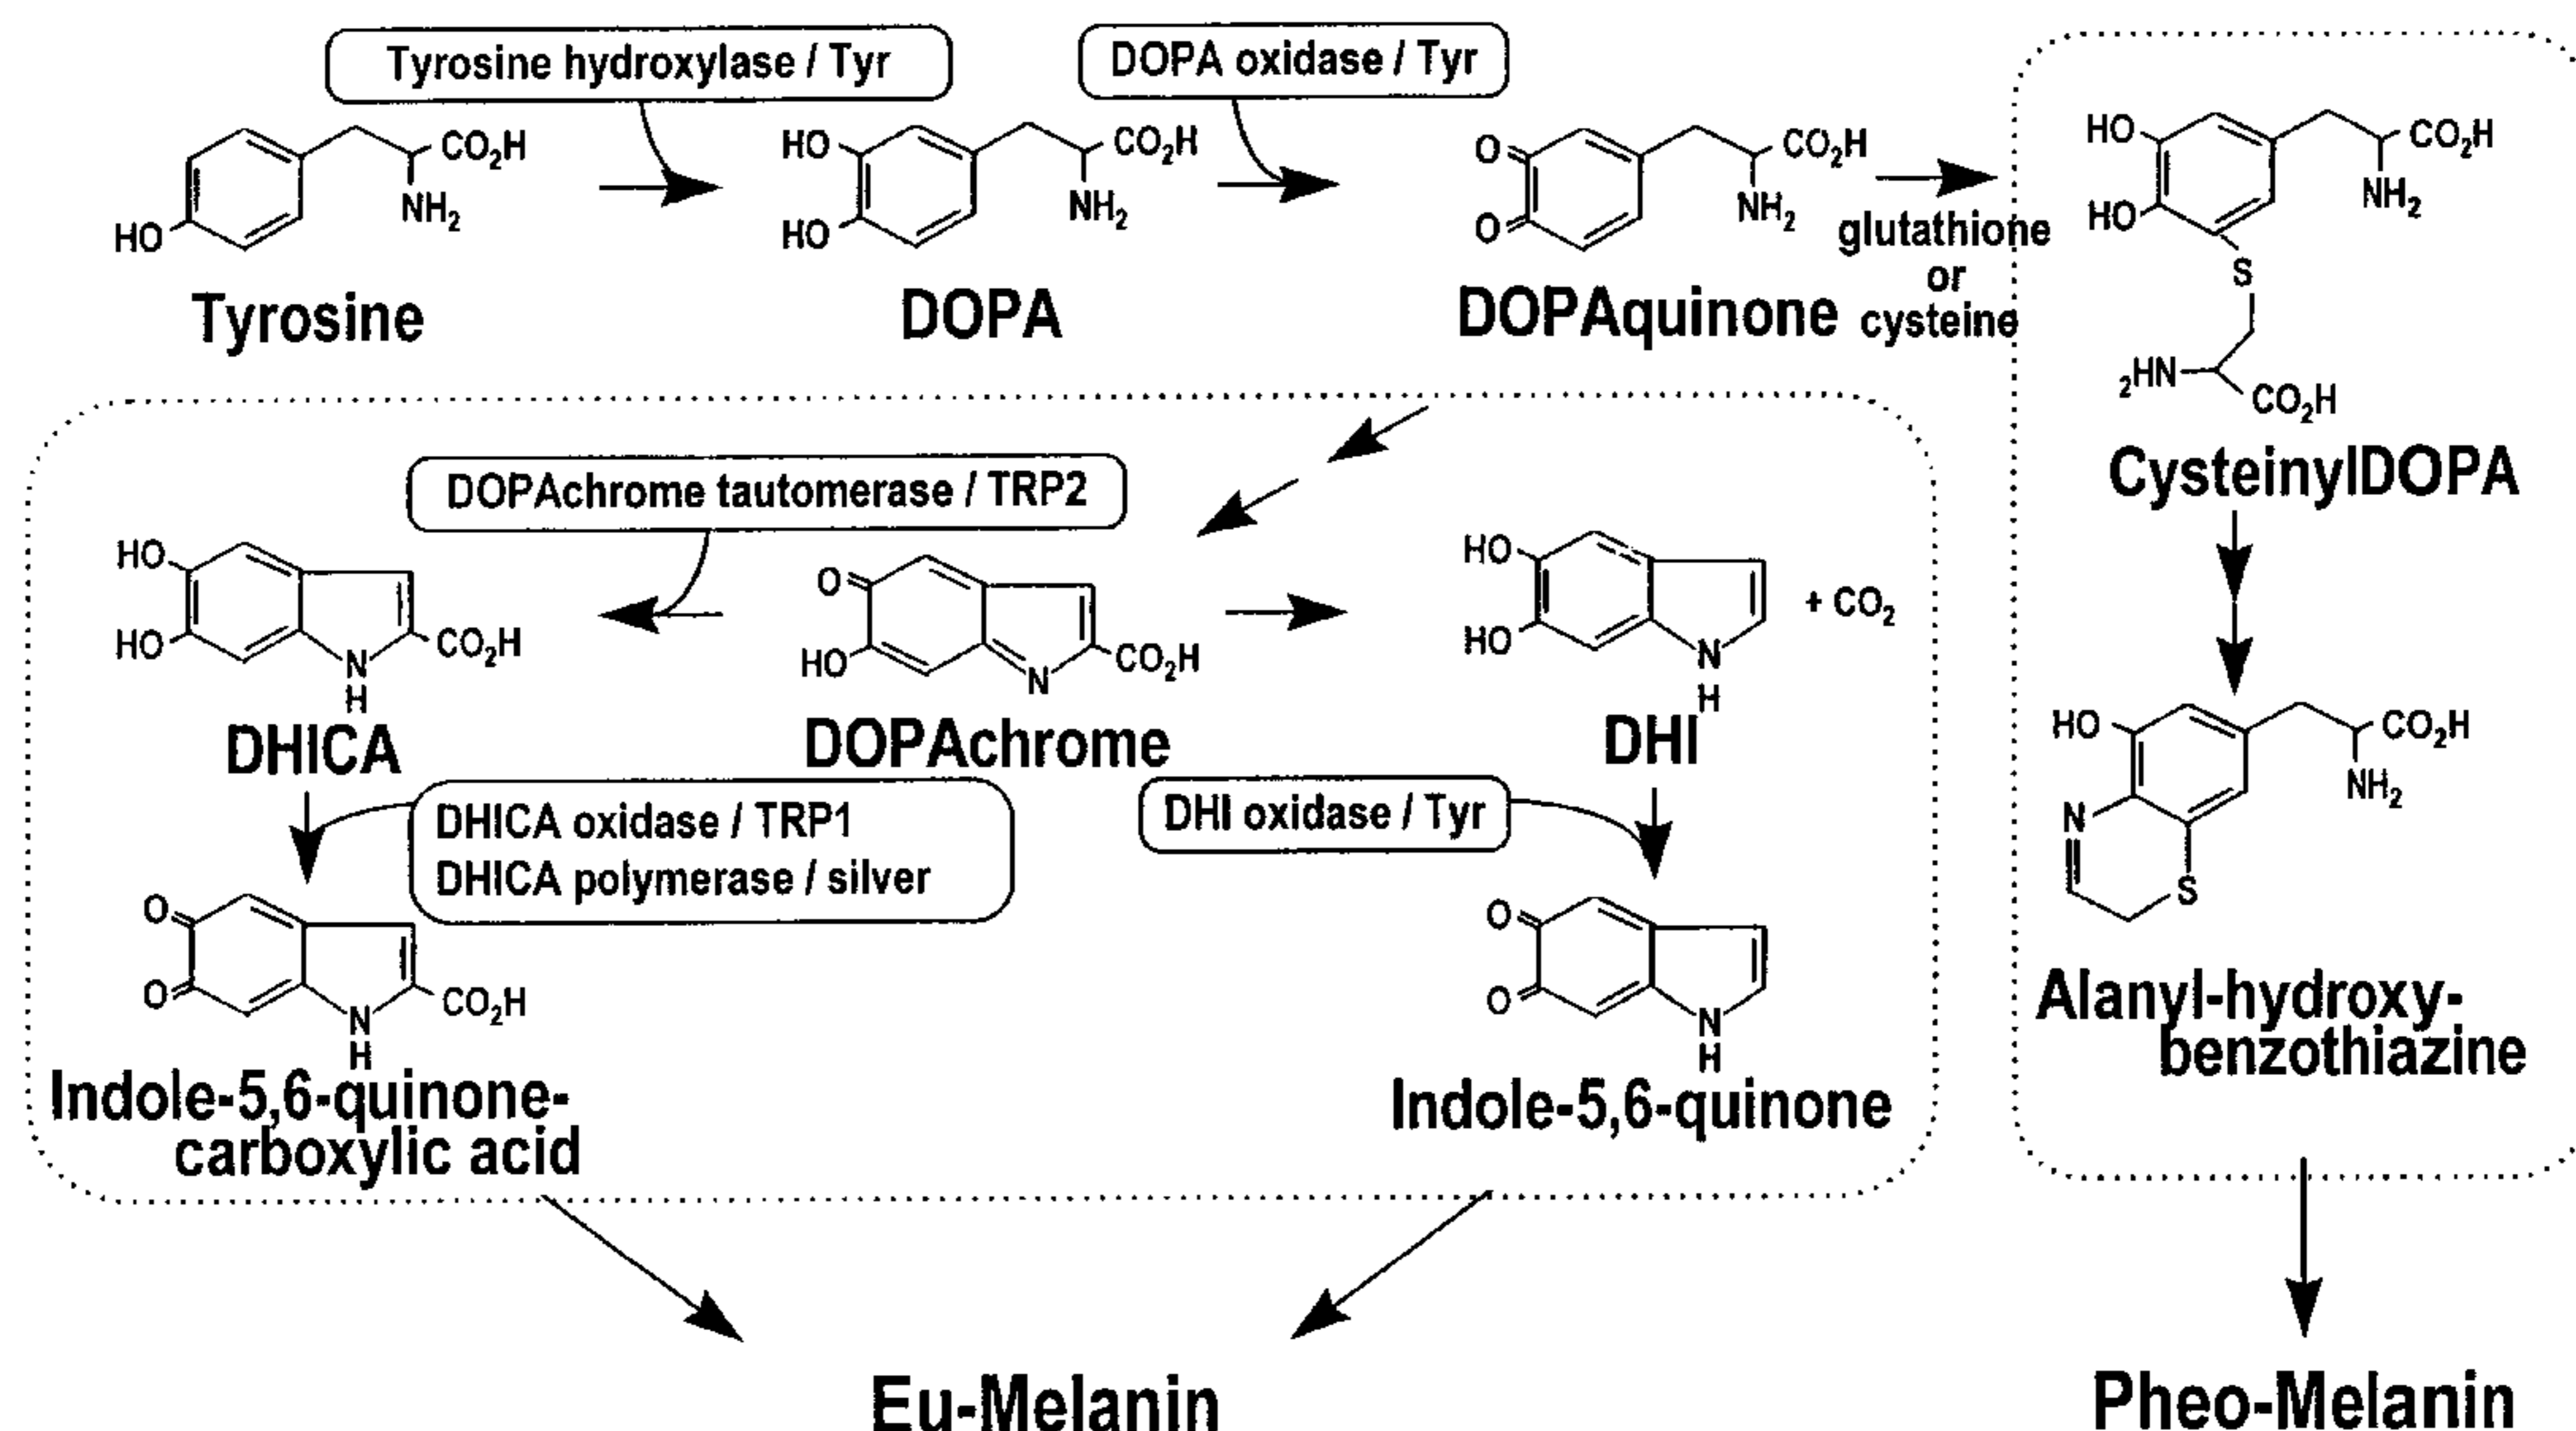 Tyrosine hydroxylase / Tyr
DOPA oxidase / Tyr
HO
CO₂H
NH₂
Tyrosine
HO
HO
CO₂H
NH₂
DOPA
O
O
CO₂H
NH₂
DOPAquinone
glutathione
or
cysteine
HO
HO
CO₂H
NH₂
S
₂HN
CO₂H
CysteinylDOPA
DOPAchrome tautomerase / TRP2
HO
HO
N
H
CO₂H
DHICA
O
HO
N
CO₂H
DOPAchrome
HO
HO
N
H
+ CO₂
DHI
DHICA oxidase / TRP1
DHICA polymerase / silver
DHI oxidase / Tyr
O
O
N
H
CO₂H
Indole-5,6-quinone-
carboxylic acid
O
O
N
H
Indole-5,6-quinone
HO
CO₂H
NH₂
N
S
Alanyl-hydroxy-
benzothiazine
Eu-Melanin
Pheo-Melanin